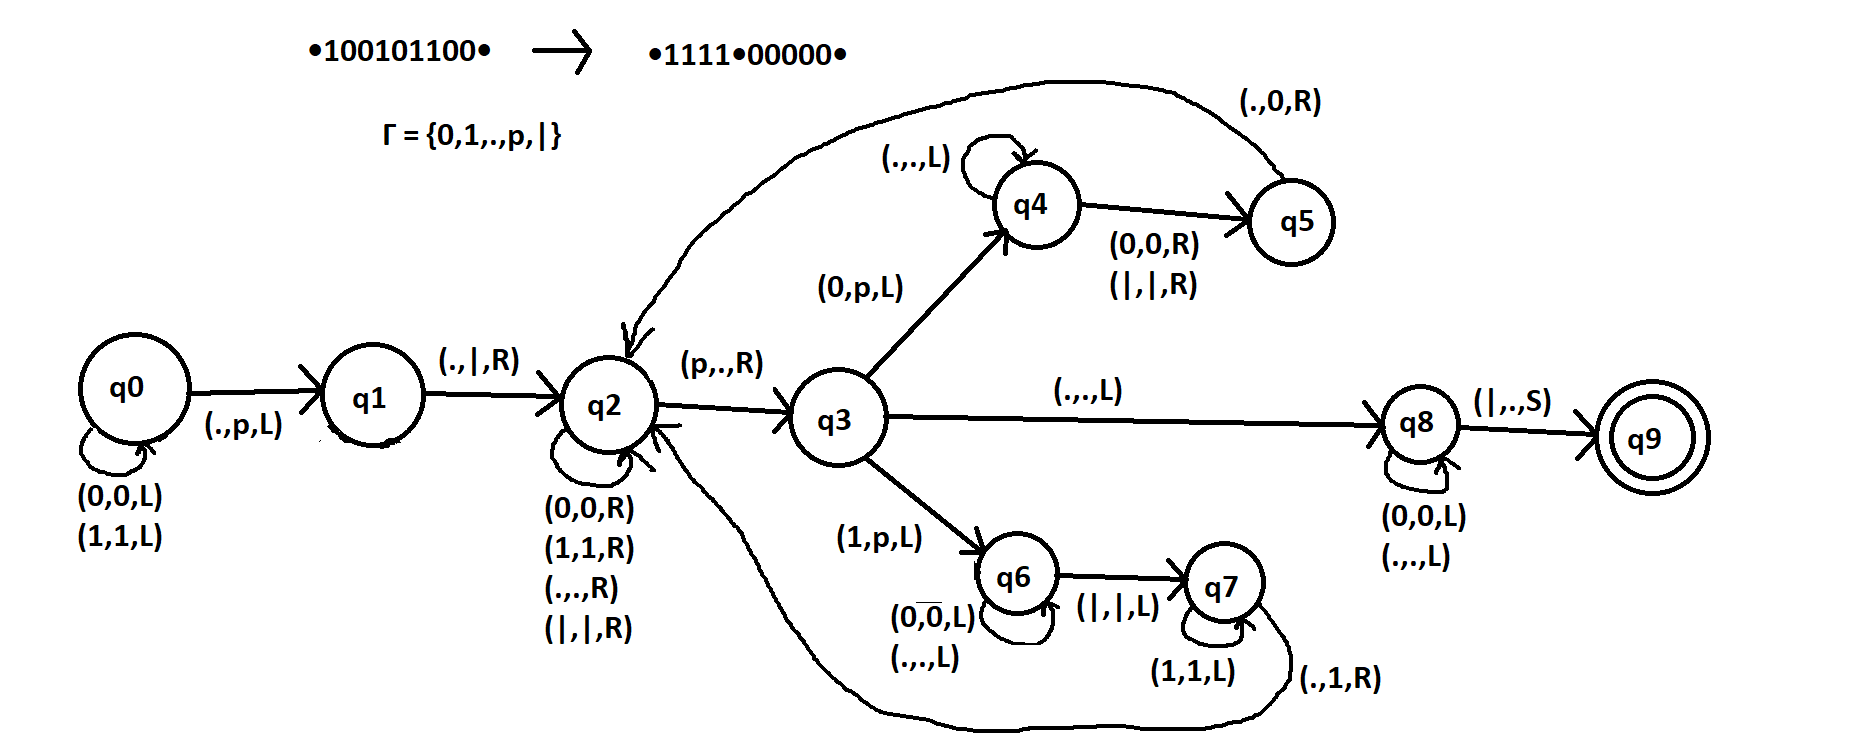 •100101100• → •1111•00000•
Γ = {0,1,.,p,|}
(.,0,R)
(.,.,L)
q4
q5
(0,0,R)
(|,|,R)
(0,p,L)
q0
(.,p,L)
(0,0,L)
(1,1,L)
q1
(.,|,R)
q2
(p,.,R)
(0,0,R)
(1,1,R)
(.,.,R)
(|,|,R)
q3
(.,.,L)
q8
(|,.,S)
q9
(0,0,L)
(.,.,L)
(1,p,L)
q6
(0,0,L)
(.,.,L)
(|,|,L)
q7
(1,1,L)
(.,1,R)